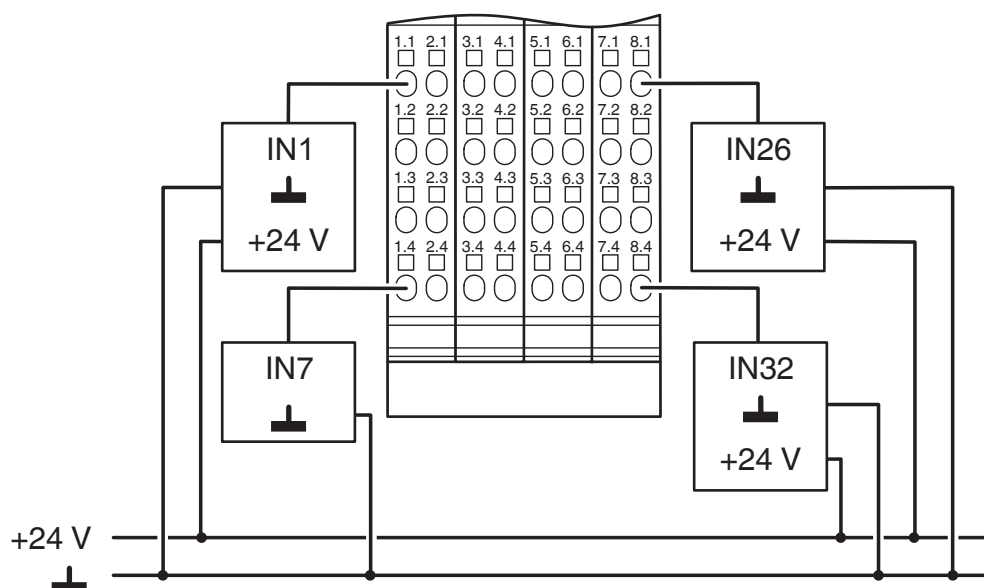 1.1 2.1 3.1 4.1 5.1 6.1 7.1 8.1
1.2 2.2 3.2 4.2 5.2 6.2 7.2 8.2
IN1
IN26
1.3 2.3 3.3 4.3 5.3 6.3 7.3 8.3
+24 V
+24 V
1.4 2.4 3.4 4.4 5.4 6.4 7.4 8.4
IN7
IN32
+24 V
+24 V